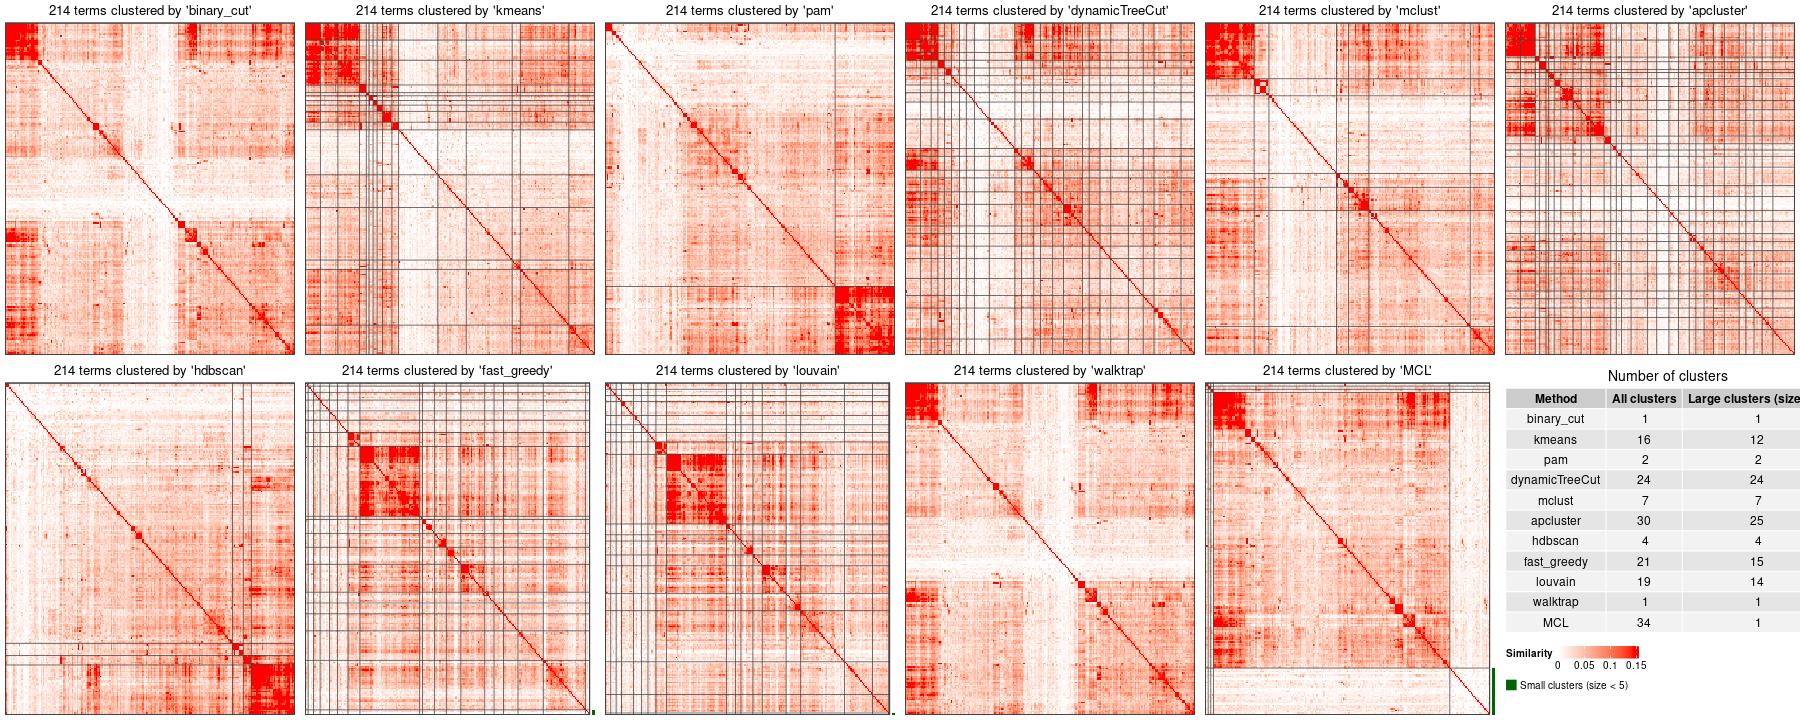 214 terms clustered by 'binary_cut'
214 terms clustered by 'kmeans'
214 terms clustered by 'pam'
214 terms clustered by 'dynamicTreeCut'
214 terms clustered by 'mclust'
214 terms clustered by 'apcluster'
214 terms clustered by 'hdbscan'
214 terms clustered by 'fast_greedy'
214 terms clustered by 'louvain'
214 terms clustered by 'walktrap'
214 terms clustered by 'MCL'
Number of clusters
Method All clusters Large clusters (size
binary_cut 1 1
kmeans 16 12
pam 2 2
dynamicTreeCut 24 24
mclust 7 7
apcluster 30 25
hdbscan 4 4
fast_greedy 21 15
louvain 19 14
walktrap 1 1
MCL 34 1
Similarity
0 0.05 0.1 0.15
Small clusters (size < 5)